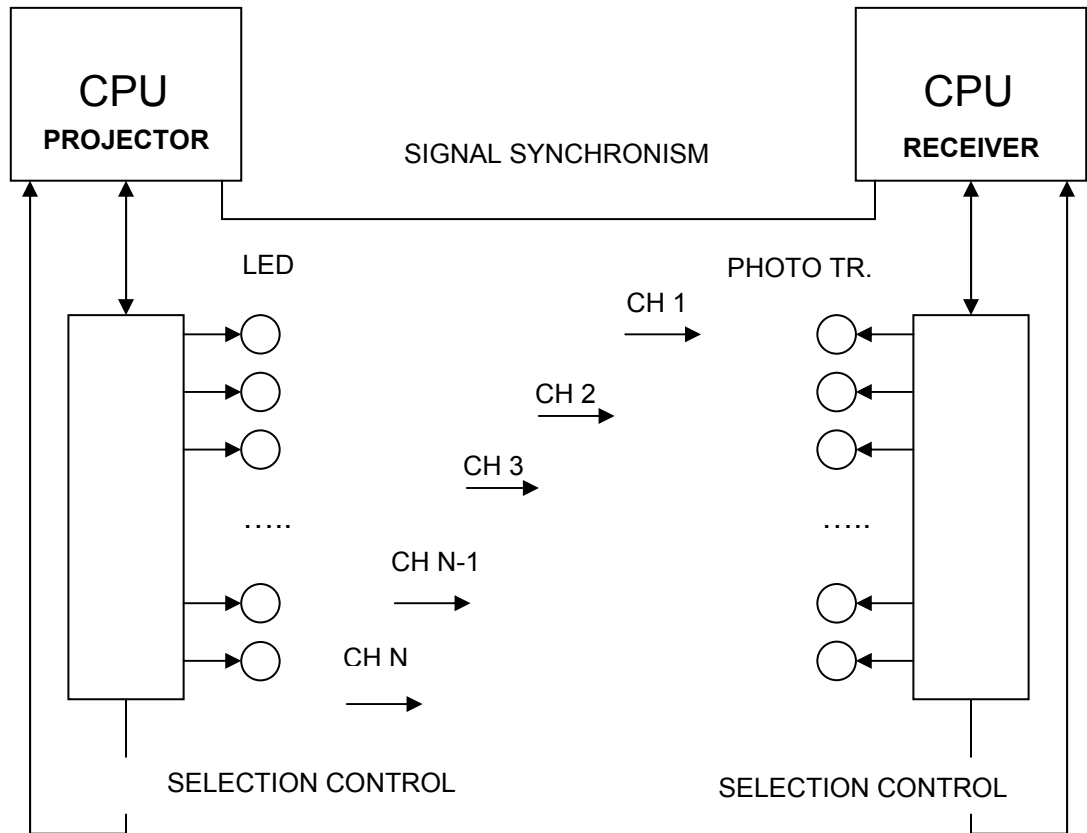 CPU
PROJECTOR
CPU
RECEIVER
SIGNAL SYNCHRONISM
LED
PHOTO TR.
CH 1
CH 2
CH 3
.....
.....
CH N-1
CH N
SELECTION CONTROL
SELECTION CONTROL